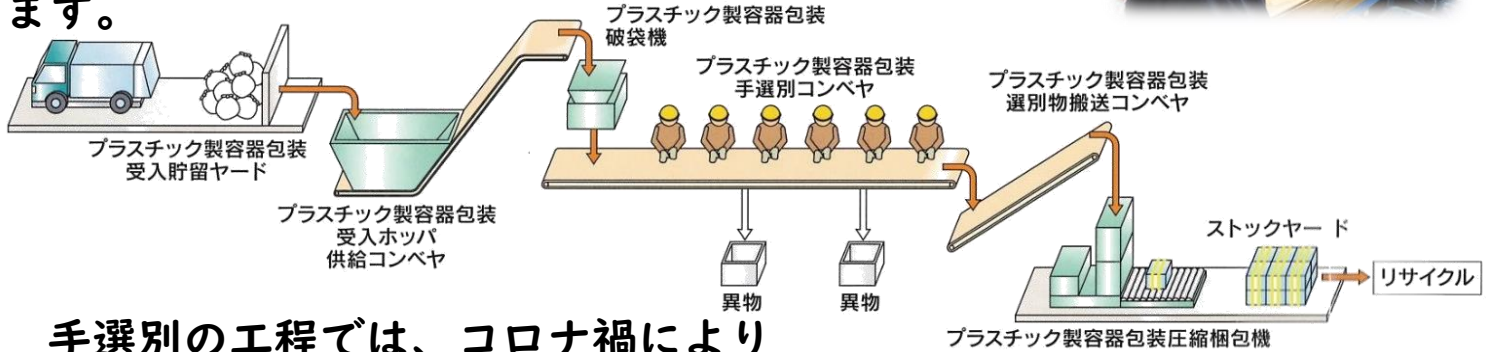 ます。
プラスチック製容器包装
破袋機
プラスチック製容器包装
手選別コンベヤ
プラスチック製容器包装
選別物搬送コンベヤ
プラスチック製容器包装
受入貯留ヤード
プラスチック製容器包装
受入ホッパ
供給コンベヤ
異物
異物
ストックヤード
リサイクル
プラスチック製容器包装圧縮梱包機
手選別の工程では、コロナ禍により